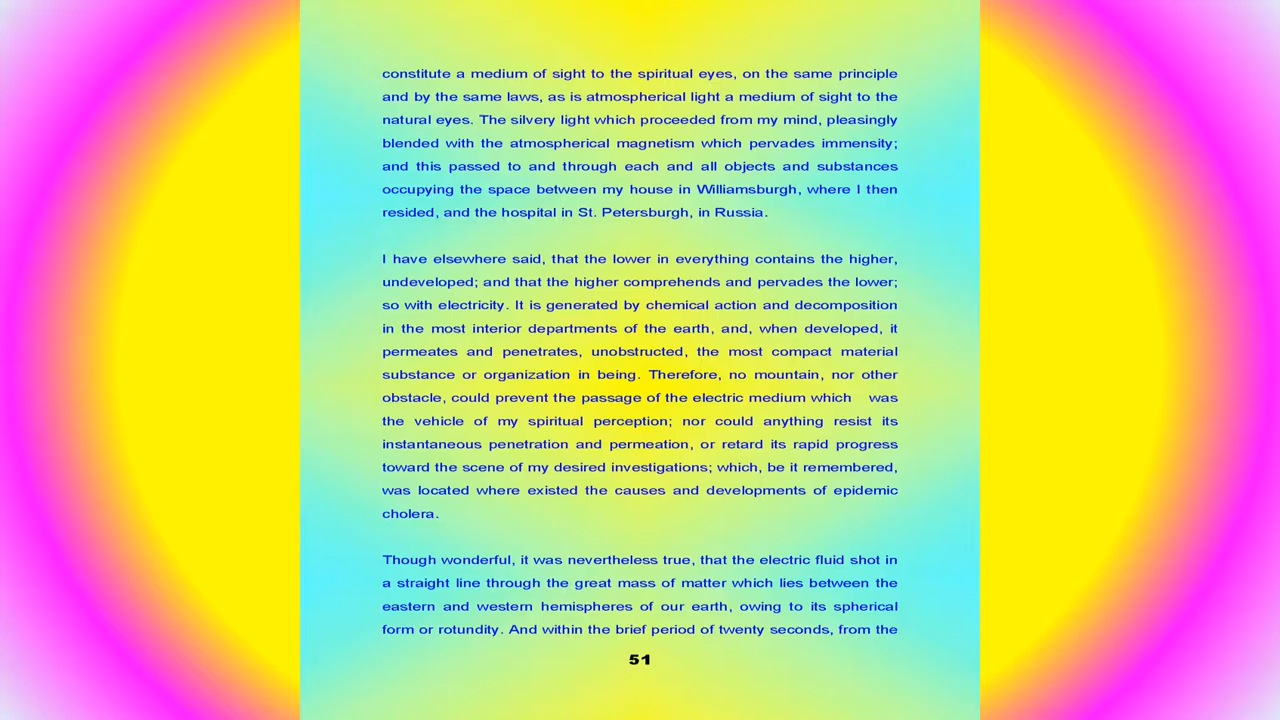 constitute a medium of sight to the spiritual eyes, on the same principle
and by the same laws, as is atmospherical light a medium of sight to the
natural eyes. The silvery light which proceeded from my mind, pleasingly
blended with the atmospherical magnetism which pervades immensity;
and this passed to and through each and all objects and substances
occupying the space between my house in Williamsburgh, where I then
resided, and the hospital in St. Petersburgh, in Russia.
I have elsewhere said, that the lower in everything contains the higher,
undeveloped; and that the higher comprehends and pervades the lower;
so with electricity. It is generated by chemical action and decomposition
in the most interior departments of the earth, and, when developed, it
permeates and penetrates, unobstructed, the most compact material
substance or organization in being. Therefore, no mountain, nor other
obstacle, could prevent the passage of the electric medium which was
the vehicle of my spiritual perception; nor could anything resist its
instantaneous penetration and permeation, or retard its rapid progress
toward the scene of my desired investigations; which, be it remembered,
was located where existed the causes and developments of epidemic
cholera.
Though wonderful, it was nevertheless true, that the electric fluid shot in
a straight line through the great mass of matter which lies between the
eastern and western hemispheres of our earth, owing to its spherical
form or rotundity. And within the brief period of twenty seconds, from the
51